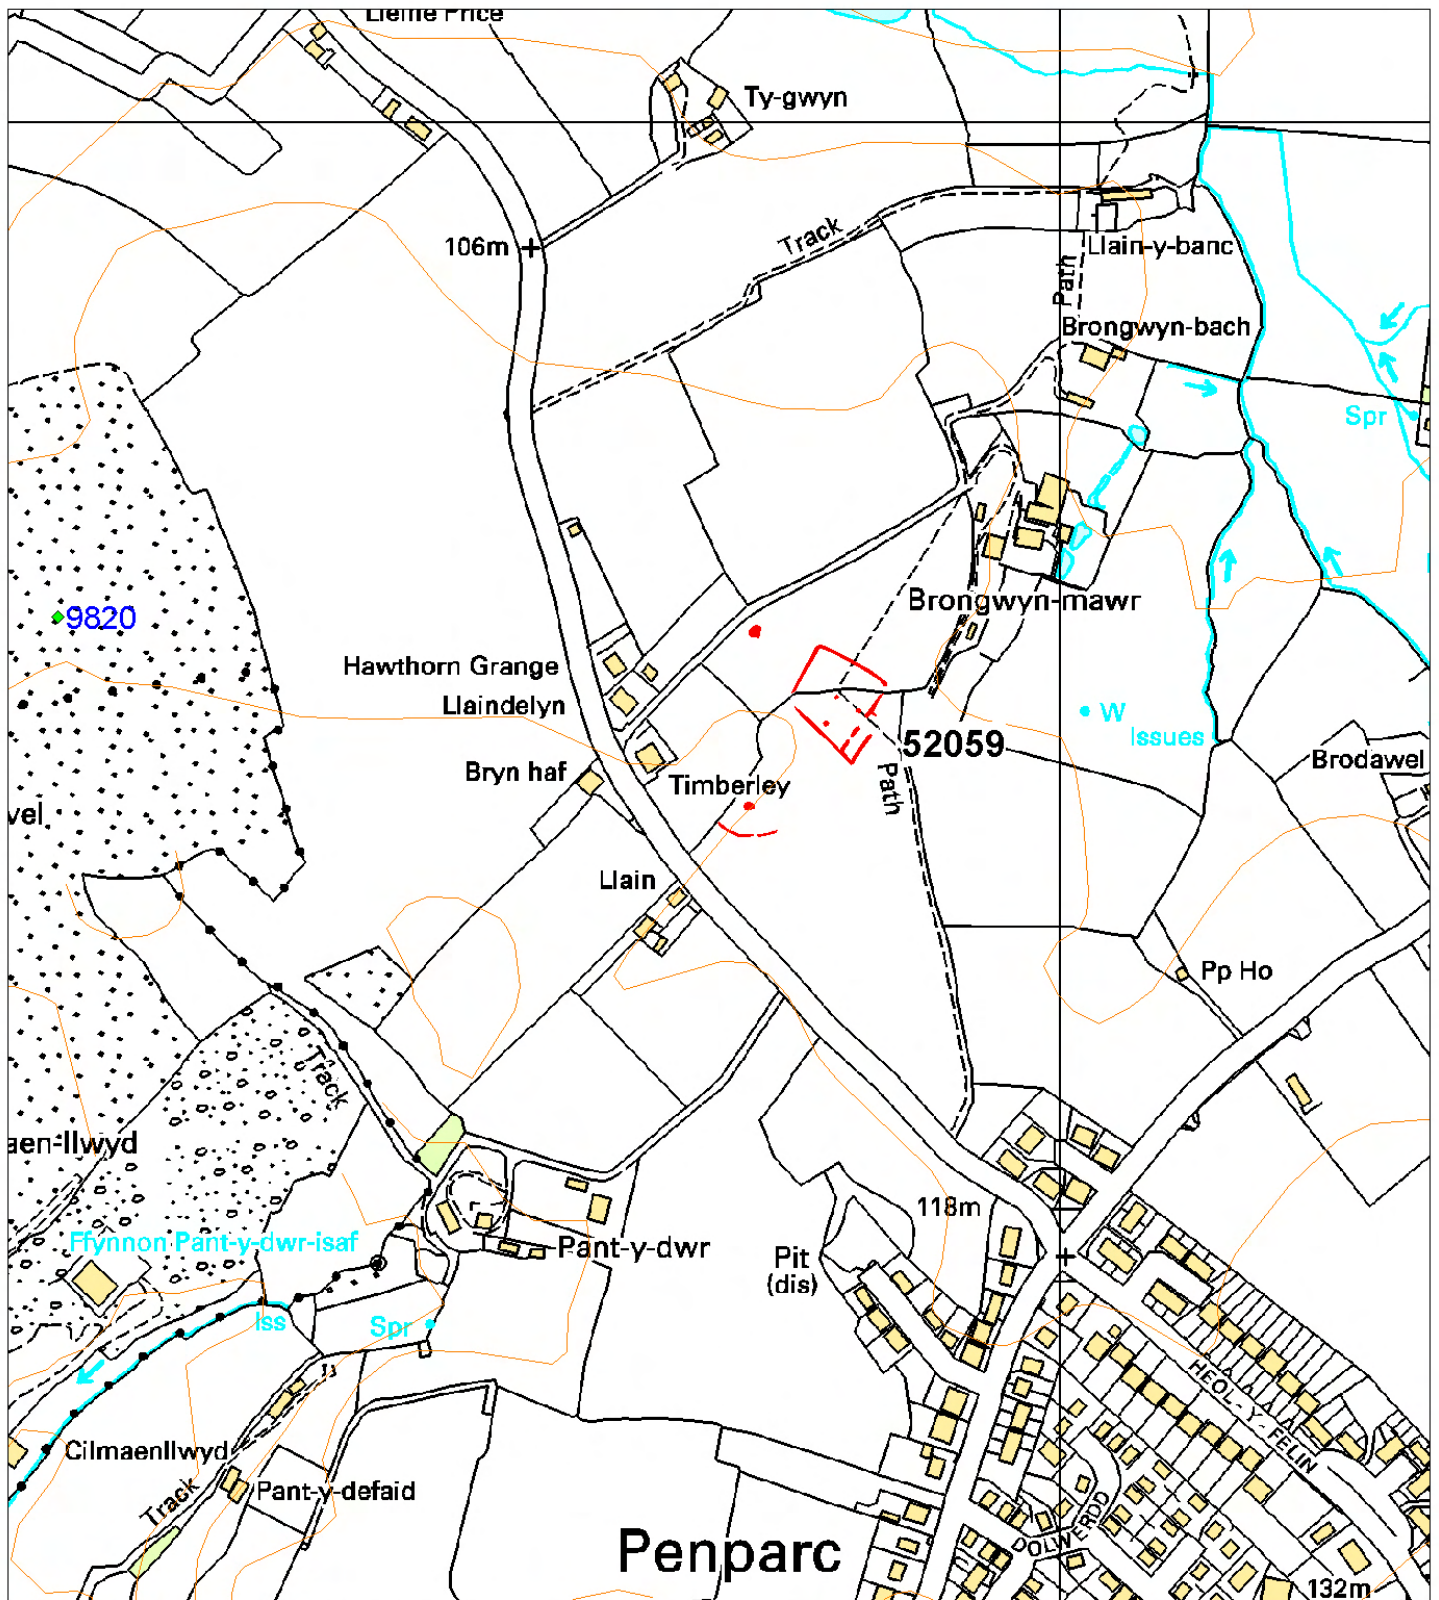 Ty-gwyn
Track
106m
Llain-y-banc
Path
Brongwyn-bach
Spr
9820
Brongwyn-mawr
Hawthorn Grange
Llaindelyn
W
Issues
52059
Brodawel
Bryn haf
Timberley
Path
vel
Llain
Pp Ho
Track
aen-llwyd
118m
Ffynnon Pant-y-dwr-isaf
Pant-y-dwr
Pit
(dis)
Iss
Spr
HEOL-Y-FELIN
Cilmaenllwyd
Track
Pant-y-defaid
DOLWERDD
Penparc
132m